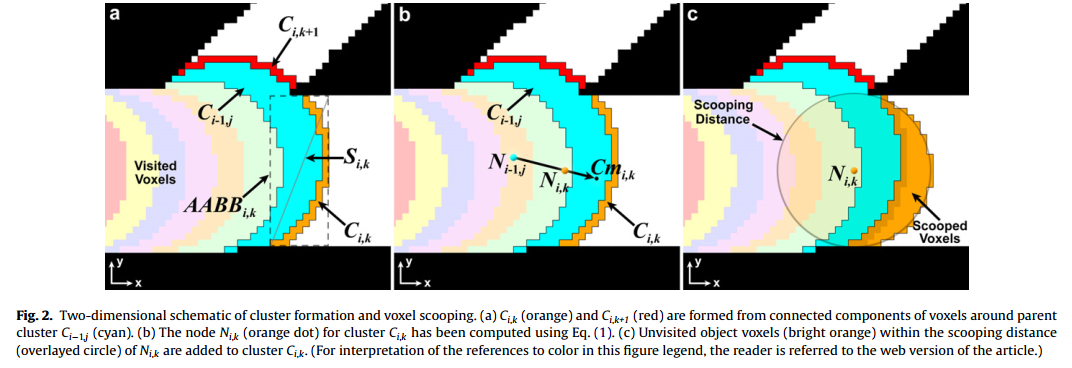 a
C_{i,k+1}
C_{i-1,j}
Visited
Voxels
S_{i,k}
AABB_{i,k}
C_{i,k}
y
x
b
C_{i-1,j}
N_{i-1,j}
N_{i,k}
Cm_{i,k}
C_{i,k}
y
x
c
Scooping
Distance
N_{i,k}
Scooped
Voxels
y
x
Fig. 2. Two-dimensional schematic of cluster formation and voxel scooping. (a) C_{i,k} (orange) and C_{i,k+1} (red) are formed from connected components of voxels around parent
cluster C_{i−1,j} (cyan). (b) The node N_{i,k} (orange dot) for cluster C_{i,k} has been computed using Eq. (1). (c) Unvisited object voxels (bright orange) within the scooping distance
(overlayed circle) of N_{i,k} are added to cluster C_{i,k}. (For interpretation of the references to color in this figure legend, the reader is referred to the web version of the article.)